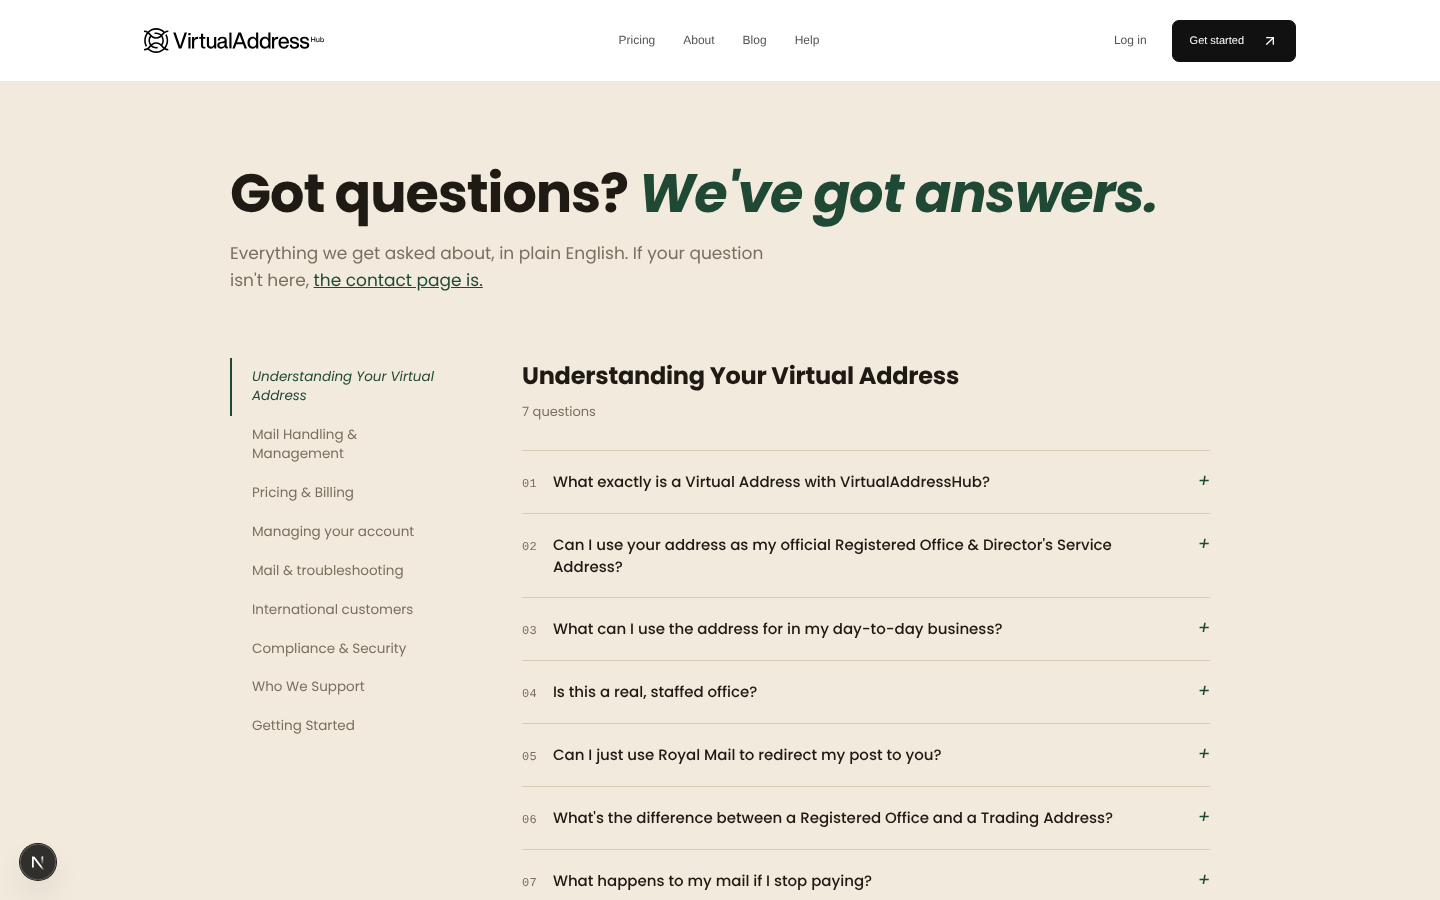 VirtualAddress Hub
Pricing
About
Blog
Help
Log in
Get started
Got questions? We've got answers.
Everything we get asked about, in plain English. If your question
isn't here, the contact page is.
Understanding Your Virtual
Address
Mail Handling &
Management
Pricing & Billing
Managing your account
Mail & troubleshooting
International customers
Compliance & Security
Who We Support
Getting Started
Understanding Your Virtual Address
7 questions
01 What exactly is a Virtual Address with VirtualAddressHub? +
02 Can I use your address as my official Registered Office & Director's Service +
Address?
03 What can I use the address for in my day-to-day business? +
04 Is this a real, staffed office? +
05 Can I just use Royal Mail to redirect my post to you? +
06 What's the difference between a Registered Office and a Trading Address? +
07 What happens to my mail if I stop paying? +
N